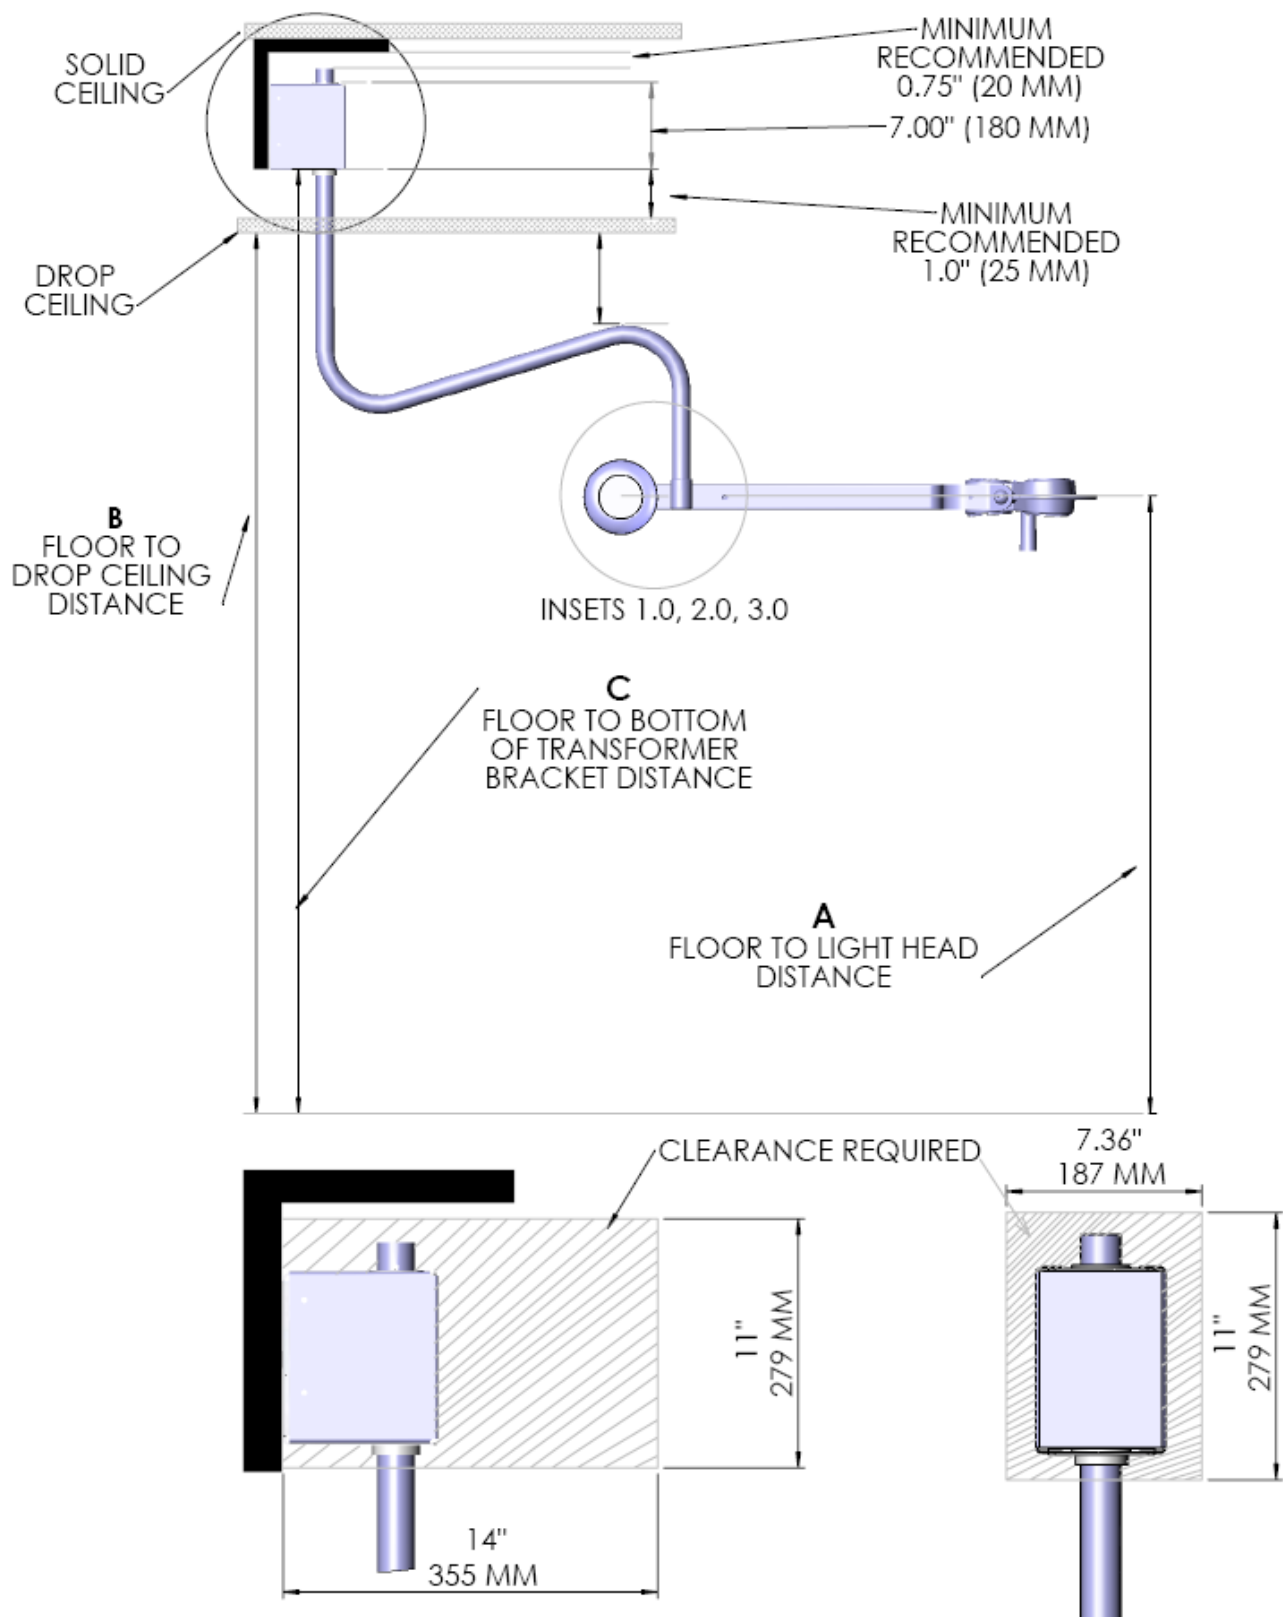 SOLID
CEILING
MINIMUM
RECOMMENDED
0.75" (20 MM)
7.00" (180 MM)
MINIMUM
RECOMMENDED
1.0" (25 MM)
DROP
CEILING
B
FLOOR TO
DROP CEILING
DISTANCE
INSETS 1.0, 2.0, 3.0
C
FLOOR TO BOTTOM
OF TRANSFORMER
BRACKET DISTANCE
A
FLOOR TO LIGHT HEAD
DISTANCE
CLEARANCE REQUIRED
7.36"
187 MM
11"
279 MM
11"
279 MM
14"
355 MM